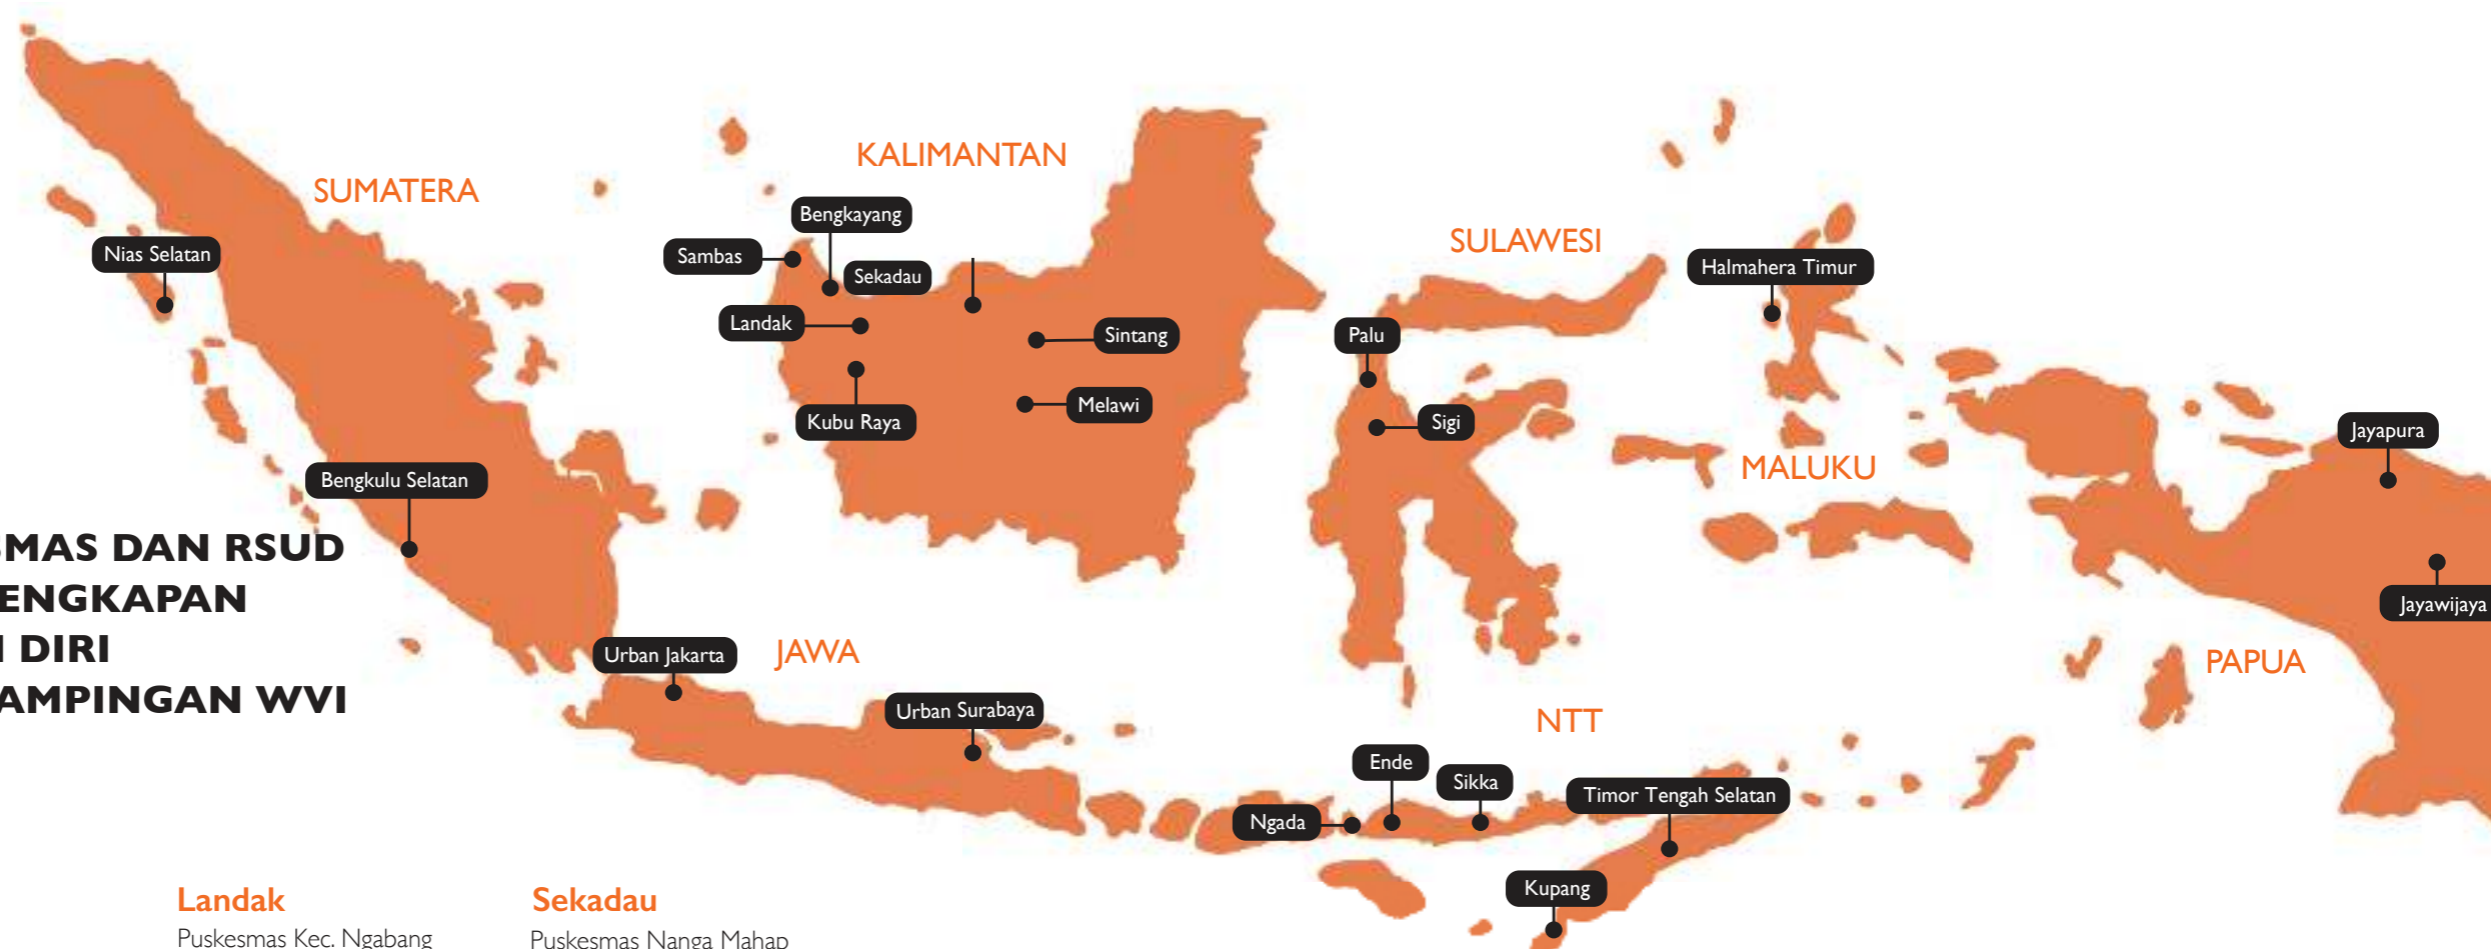 KALIMANTAN
SUMATERA
Bengkayang
SULAWESI
Nias Selatan
Sambas
Sekadau
Halmahera Timur
Landak
Sintang
Palu
Kubu Raya
Melawi
Sigi
Jayapura
MALUKU
Bengkulu Selatan
SMAS DAN RSUD
ENGKAPAN
DIRI
AMPINGAN WVI
Jayawijaya
Urban Jakarta
JAWA
PAPUA
Urban Surabaya
NTT
Ende
Sikka
Timor Tengah Selatan
Ngada
Kupang
Landak
Puskesmas Kec. Ngabang
Sekadau
Puskesmas Nanga Mahap